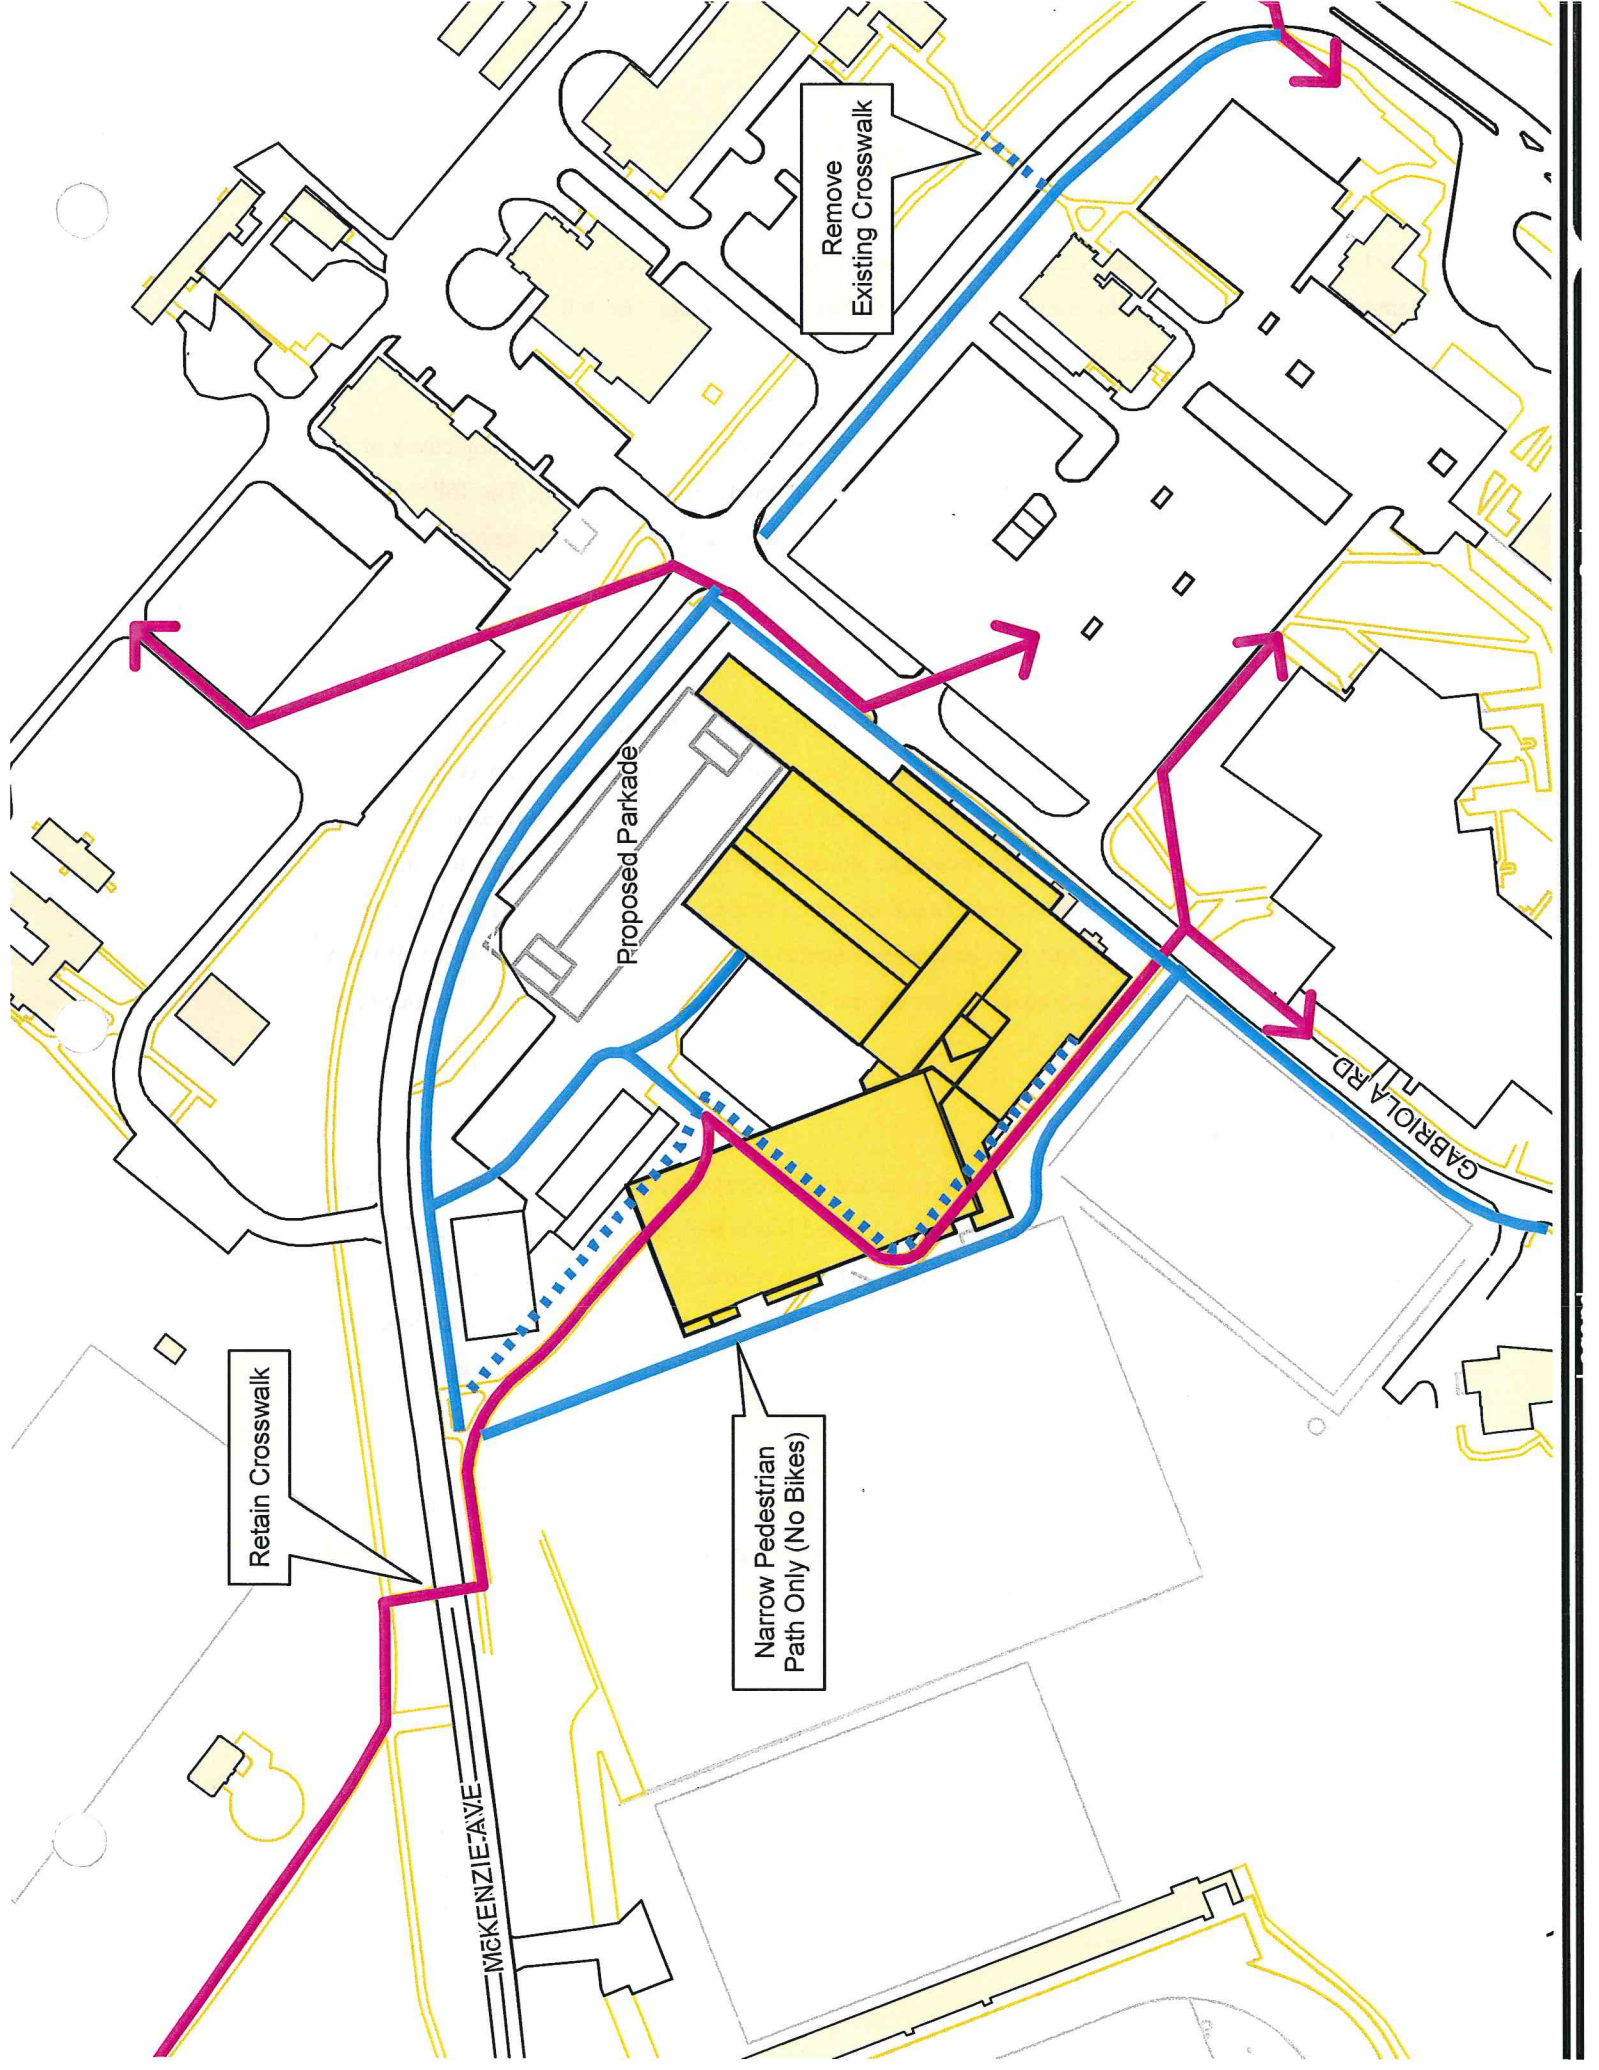 Remove
Existing Crosswalk
Proposed Parkade
GABRIOLA RD
Retain Crosswalk
Narrow Pedestrian
Path Only (No Bikes)
McKENZIE AVE